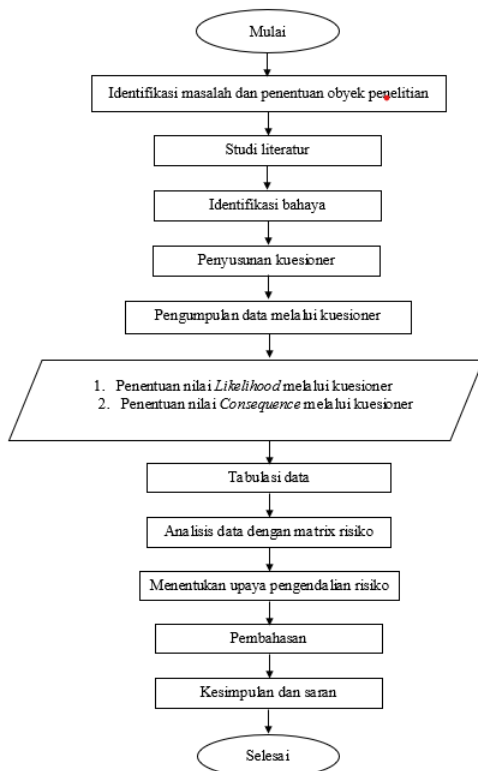 Mulai
Identifikasi masalah dan penentuan obyek penelitian
Studi literatur
Identifikasi bahaya
Penyusunan kuesioner
Pengumpulan data melalui kuesioner
1. Penentuan nilai Likelihood melalui kuesioner
2. Penentuan nilai Consequence melalui kuesioner
Tabulasi data
Analisis data dengan matrix risiko
Menentukan upaya pengendalian risiko
Pembahasan
Kesimpulan dan saran
Selesai